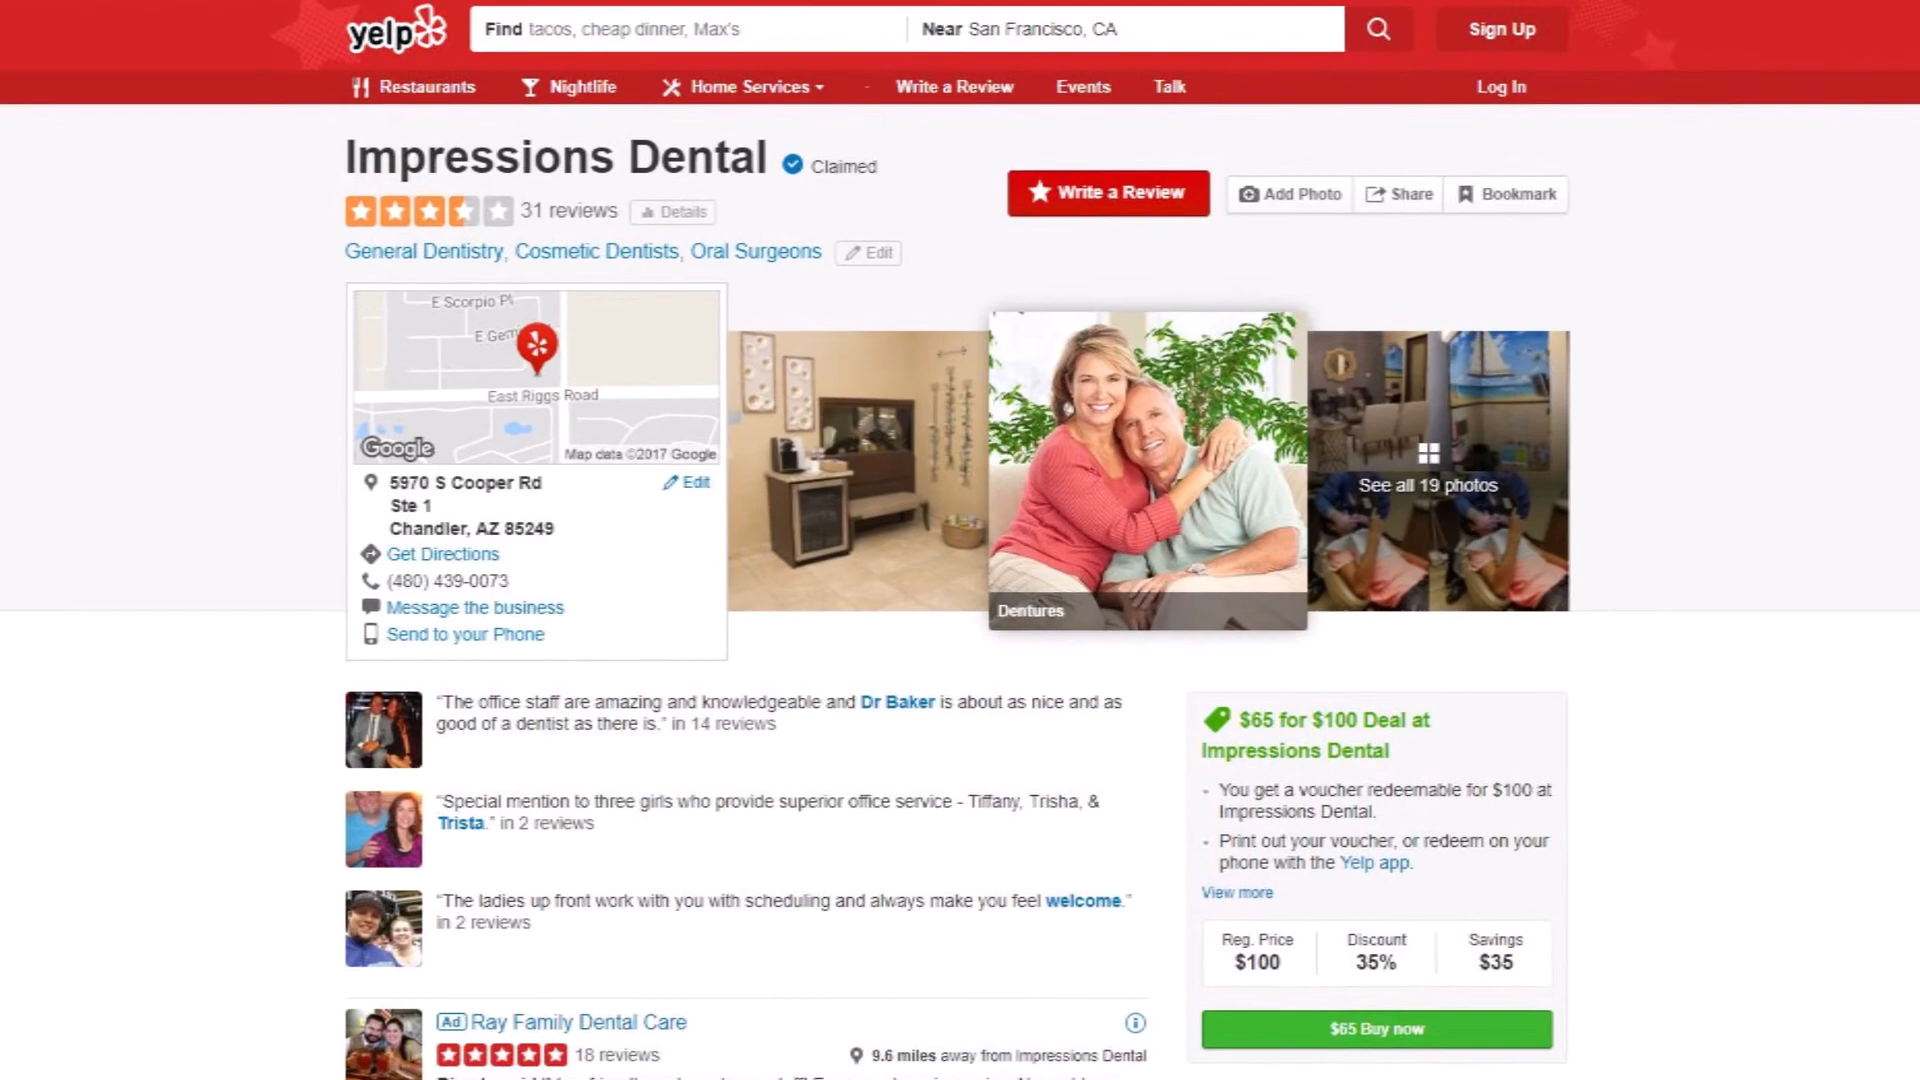 yelp
Find tacos, cheap dinner, Max's
Near San Francisco, CA
Sign Up
Restaurants
Nightlife
Home Services
Write a Review
Events
Talk
Log In
Impressions Dental
Claimed
31 reviews
Details
Write a Review
Add Photo
Share
Bookmark
General Dentistry, Cosmetic Dentists, Oral Surgeons
Edit
E Scorpio Pl
E Gem
East Riggs Road
Google
Map data ©2017 Google
5970 S Cooper Rd
Ste 1
Chandler, AZ 85249
Edit
Get Directions
(480) 439-0073
Message the business
Send to your Phone
Dentures
See all 19 photos
“The office staff are amazing and knowledgeable and Dr Baker is about as nice and as
good of a dentist as there is.” in 14 reviews
“Special mention to three girls who provide superior office service - Tiffany, Trisha, &
Trista.” in 2 reviews
“The ladies up front work with you with scheduling and always make you feel welcome.”
in 2 reviews
Ad Ray Family Dental Care
18 reviews
9.6 miles away from Impressions Dental
$65 for $100 Deal at
Impressions Dental
You get a voucher redeemable for $100 at
Impressions Dental.
Print out your voucher, or redeem on your
phone with the Yelp app.
View more
Reg. Price
$100
Discount
35%
Savings
$35
$65 Buy now